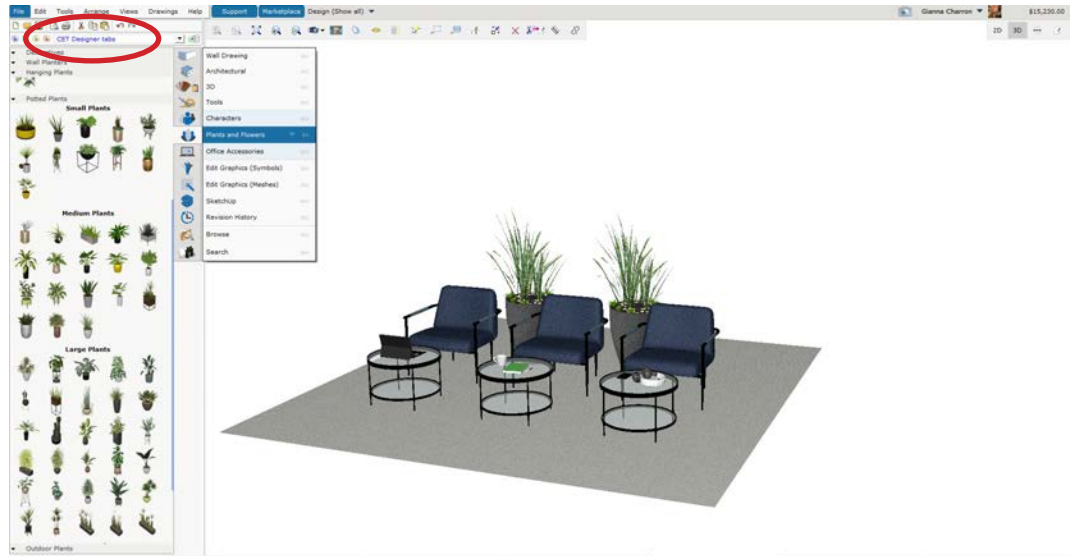 File Edit Tools Arrange Views Drawings Help Support Marketplace Design (Show all) Gianna Charron $15,230.00
2D 3D
CET Designer tabs
Wall Planters
Hanging Plants
Potted Plants
Small Plants
Medium Plants
Large Plants
Outdoor Plants
Wall Drawing
Architectural
3D
Tools
Characters
Plants and Flowers
Office Accessories
Edit Graphics (Symbols)
Edit Graphics (Meshes)
SketchUp
Revision History
Browse
Search